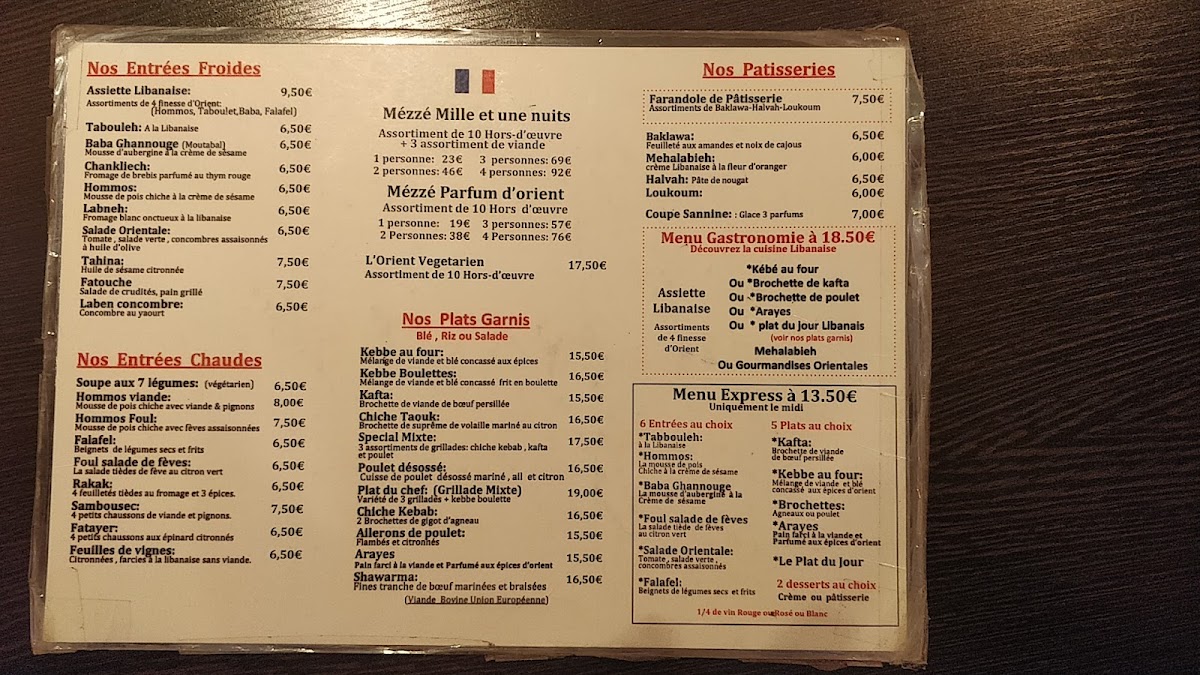 Nos Entrées Froides
Assiette Libanaise: 9,50€
Assortiments de 4 finesse d'Orient:
(Hommos, Taboulet,Baba, Falafel)
Tabouleh: A la Libanaise 6,50€
Baba Ghannouge (Moutabal) 6,50€
Mousse d'aubergine à la crème de sésame
Chankliech: 6,50€
Fromage de brebis parfumé au thym rouge
Hommos: 6,50€
Mousse de pois chiche à la crème de sésame
Labneh: 6,50€
Fromage blanc onctueux à la libanaise
Salade Orientale: 6,50€
Tomate , salade verte , concombres assaisonnés
à huile d'olive
Tahina: 7,50€
Huile de sésame citronnée
Fatouche 7,50€
Salade de crudités, pain grillé
Laben concombre: 6,50€
Concombre au yaourt
Nos Entrées Chaudes
Soupe aux 7 légumes: (végétarien) 6,50€
Hommos viande: 8,00€
Mousse de pois chiche avec viande & pignons
Hommos Foul: 7,50€
Mousse de pois chiche avec fèves assaisonnées
Falafel: 6,50€
Beignets de légumes secs et frits
Foul salade de fèves: 6,50€
La salade tièdes de fève au citron vert
Rakak: 6,50€
4 feuilletés tièdes au fromage et 3 épices.
Sambousec: 7,50€
4 petits chaussons de viande et pignons.
Fatayer: 6,50€
4 petits chaussons aux épinard citronnés
Feuilles de vignes: 6,50€
Citronnées , farcies à la libanaise sans viande.
Mézzé Mille et une nuits
Assortiment de 10 Hors-d'œuvre
+ 3 assortiment de viande
1 personne: 23€ 3 personnes: 69€
2 personnes: 46€ 4 personnes: 92€
Mézzé Parfum d'orient
Assortiment de 10 Hors d'œuvre
1 personne: 19€ 3 personnes: 57€
2 Personnes: 38€ 4 Personnes: 76€
L'Orient Vegetarien 17,50€
Assortiment de 10 Hors-d'œuvre
Nos Plats Garnis
Blé , Riz ou Salade
Kebbe au four: 15,50€
Mélange de viande et blé concassé aux épices
Kebbe Boulettes: 16,50€
Mélange de viande et blé concassé frit en boulette
Kafta: 15,50€
Brochette de viande de bœuf persillée
Chiche Taouk: 16,50€
Brochette de suprême de volaille mariné au citron
Special Mixte: 17,50€
3 assortiments de grillades: chiche kebab , kafta
et poulet
Poulet désossé: 16,50€
Cuisse de poulet désossé mariné , ail et citron
Plat du chef: (Grillade Mixte) 19,00€
Variété de 3 grillades + kebbe boulette
Chiche Kebab: 16,50€
2 Brochettes de gigot d'agneau
Ailerons de poulet: 15,50€
Flambés et citronnés
Arayes 15,50€
Pain farci à la viande et Parfumé aux épices d'orient
Shawarma: 16,50€
Fines tranche de bœuf marinées et braisées
(Viande Bovine Union Européenne)
Nos Patisseries
Farandole de Pâtisserie 7,50€
Assortiments de Baklawa-Halvah-Loukoum
Baklawa: 6,50€
Feuilleté aux amandes et noix de cajous
Mehalabieh: 6,00€
crème Libanaise à la fleur d'oranger
Halvah: Pâte de nougat 6,50€
Loukoum: 6,00€
Coupe Sannine: : Glace 3 parfums 7,00€
Menu Gastronomie à 18.50€
Découvrez la cuisine Libanaise
Assiette
Libanaise
Assortiments
de 4 finesse
d'Orient
*Kébé au four
Ou *Brochette de kafta
Ou *Brochette de poulet
Ou *Arayes
Ou * plat du jour Libanais
(voir nos plats garnis)
Mehalabieh
Ou Gourmandises Orientales
Menu Express à 13.50€
Uniquement le midi
6 Entrées au choix
*Tabbouleh:
à la Libanaise
*Hommos:
La mousse de pois
Chiche à la crème de sésame
*Baba Ghannouge
La mousse d'aubergine à la
Crème de sésame
*Foul salade de fèves
La salade tiède de fèves
au citron vert
*Salade Orientale:
Tomate , salade verte ,
concombres assaisonnés
*Falafel:
Beignets de légumes secs et frits
5 Plats au choix
*Kafta:
Brochette de viande
de bœuf persillée
*Kebbe au four:
Mélange de viande et blé
concassé aux épices d'orient
*Brochettes:
Agneaux ou poulet
*Arayes
Pain farci à la viande et
Parfumé aux épices d'orient
*Le Plat du Jour
2 desserts au choix
Crème ou pâtisserie
1/4 de vin Rouge ou Rosé ou Blanc